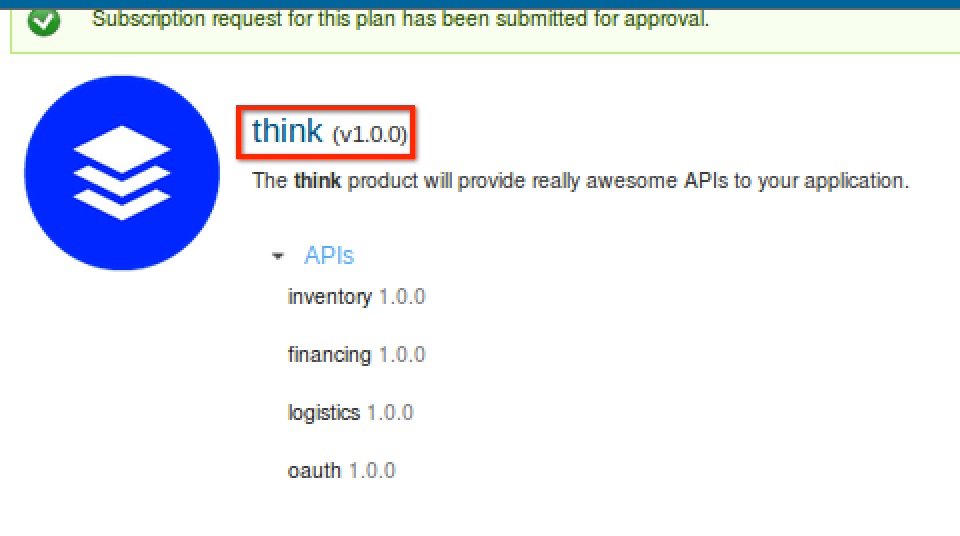 Subscription request for this plan has been submitted for approval.
think (v1.0.0)
The think product will provide really awesome APIs to your application.
APIs
inventory 1.0.0
financing 1.0.0
logistics 1.0.0
oauth 1.0.0